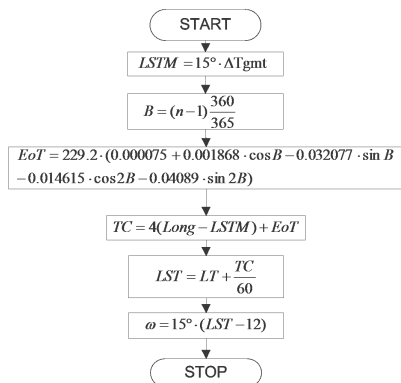 START
LSTM = 15° · ΔTgmt
B = (n − 1) 360/365
EoT = 229.2 · (0.000075 + 0.001868 · cos B − 0.032077 · sin B
− 0.014615 · cos 2B − 0.04089 · sin 2B)
TC = 4(Long − LSTM) + EoT
LST = LT + TC/60
ω = 15° · (LST − 12)
STOP